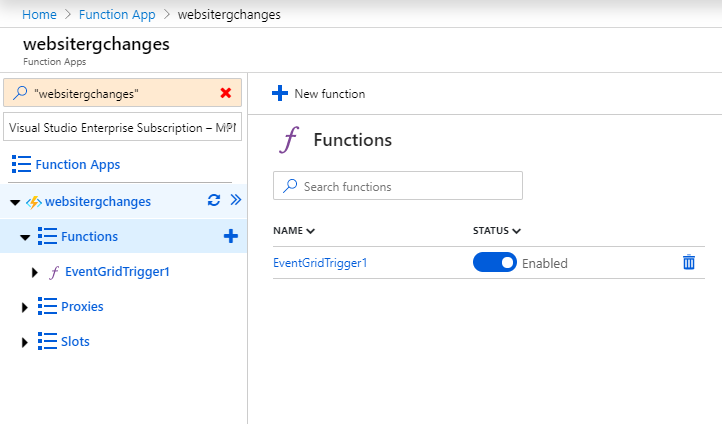 Home > Function App > websitergchanges
websitergchanges
Function Apps
"websitergchanges"
Visual Studio Enterprise Subscription – MPN
Function Apps
websitergchanges
Functions
EventGridTrigger1
Proxies
Slots
New function
Functions
Search functions
NAME STATUS
EventGridTrigger1 Enabled